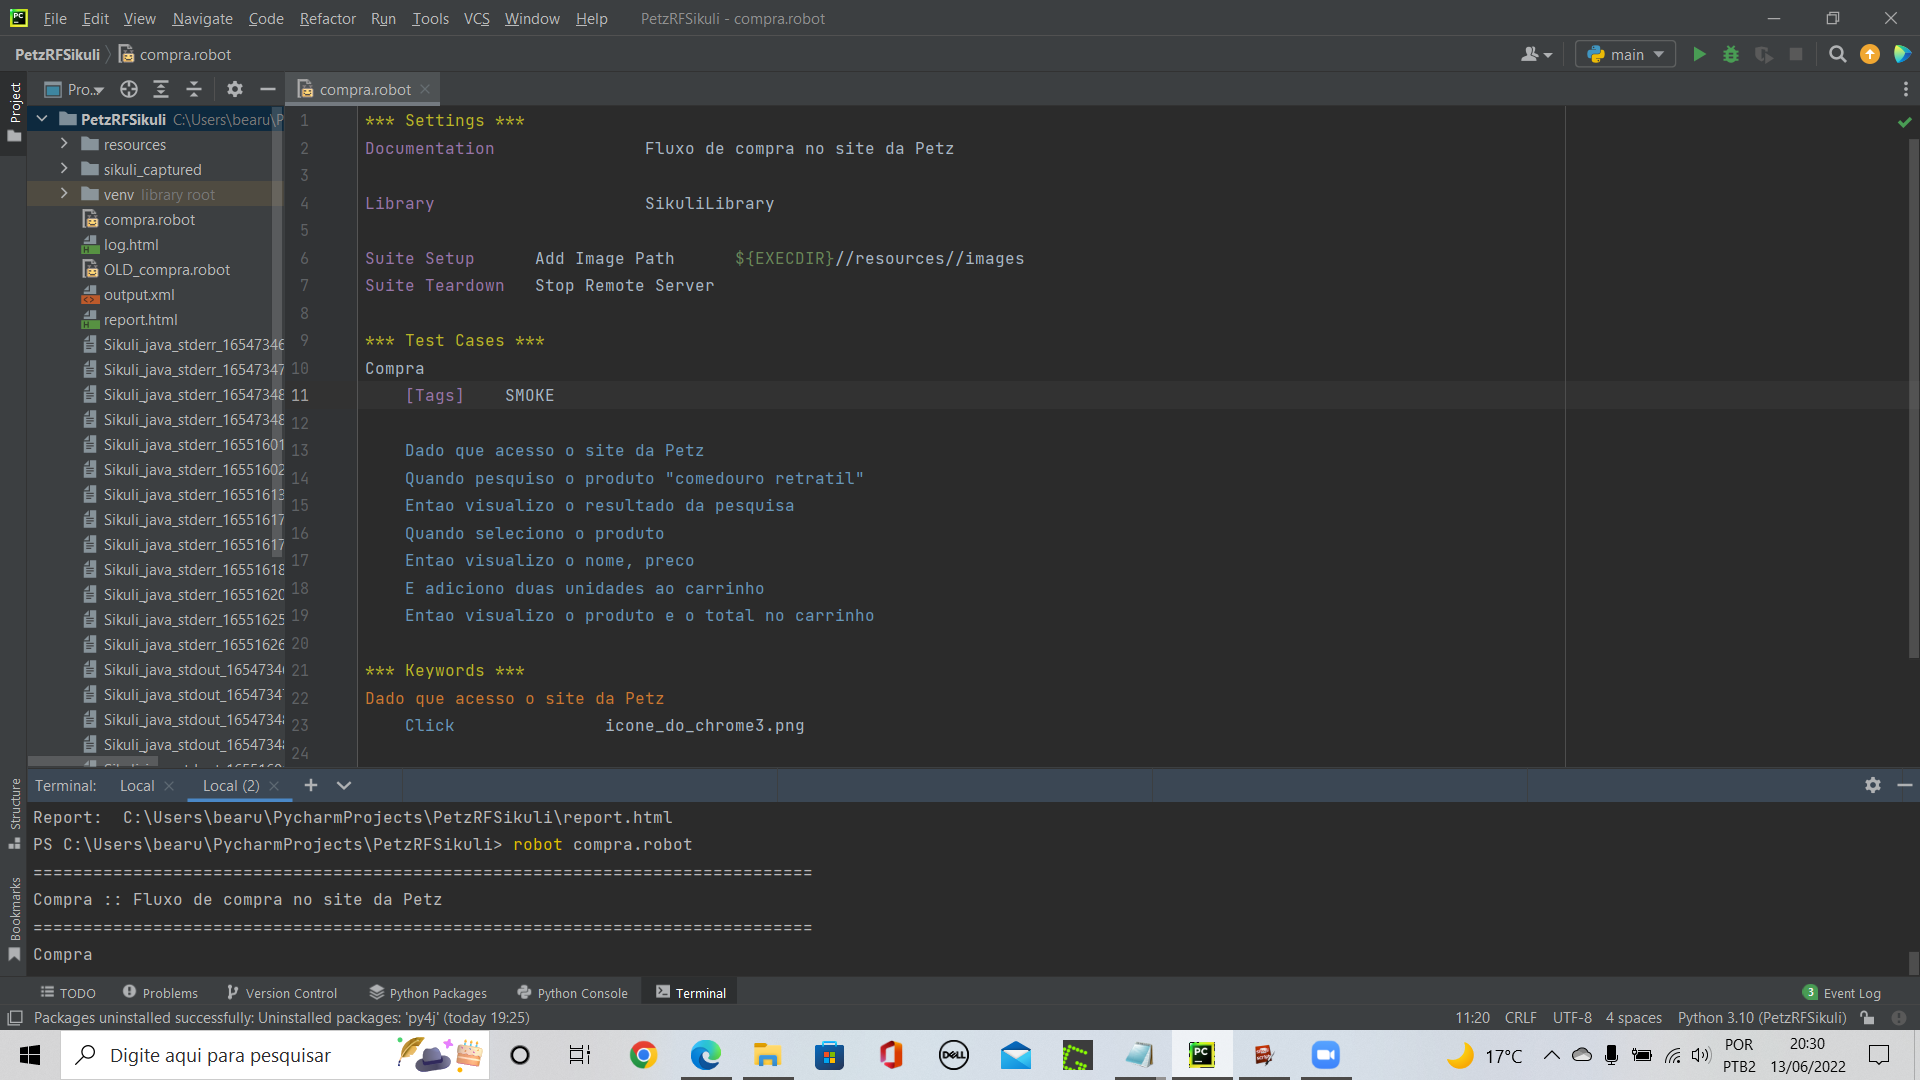 File Edit View Navigate Code Refactor Run Tools VCS Window Help PetzRFSikuli - compra.robot
PetzRFSikuli compra.robot main
Project
Pro.. compra.robot
PetzRFSikuli C:\Users\bearu\P
resources
sikuli_captured
venv library root
compra.robot
log.html
OLD_compra.robot
output.xml
report.html
Sikuli_java_stderr_16547346
Sikuli_java_stderr_16547347
Sikuli_java_stderr_16547348
Sikuli_java_stderr_16547348
Sikuli_java_stderr_16551601
Sikuli_java_stderr_16551602
Sikuli_java_stderr_16551613
Sikuli_java_stderr_16551617
Sikuli_java_stderr_16551617
Sikuli_java_stderr_16551618
Sikuli_java_stderr_16551620
Sikuli_java_stderr_16551625
Sikuli_java_stderr_16551626
Sikuli_java_stdout_1654734
Sikuli_java_stdout_1654734
Sikuli_java_stdout_1654734
Sikuli_java_stdout_1654734
1 *** Settings ***
2 Documentation Fluxo de compra no site da Petz
3
4 Library SikuliLibrary
5
6 Suite Setup Add Image Path ${EXECDIR}//resources//images
7 Suite Teardown Stop Remote Server
8
9 *** Test Cases ***
10 Compra
11 [Tags] SMOKE
12
13 Dado que acesso o site da Petz
14 Quando pesquiso o produto "comedouro retratil"
15 Entao visualizo o resultado da pesquisa
16 Quando seleciono o produto
17 Entao visualizo o nome, preco
18 E adiciono duas unidades ao carrinho
19 Entao visualizo o produto e o total no carrinho
20
21 *** Keywords ***
22 Dado que acesso o site da Petz
23 Click icone_do_chrome3.png
24
Structure
Bookmarks
Terminal: Local Local (2)
Report: C:\Users\bearu\PycharmProjects\PetzRFSikuli\report.html
PS C:\Users\bearu\PycharmProjects\PetzRFSikuli> robot compra.robot
==============================================================================
Compra :: Fluxo de compra no site da Petz
==============================================================================
Compra
TODO Problems Version Control Python Packages Python Console Terminal 3 Event Log
Packages uninstalled successfully: Uninstalled packages: 'py4j' (today 19:25) 11:20 CRLF UTF-8 4 spaces Python 3.10 (PetzRFSikuli)
Digite aqui para pesquisar DELL 17°C POR PTB2 20:30 13/06/2022